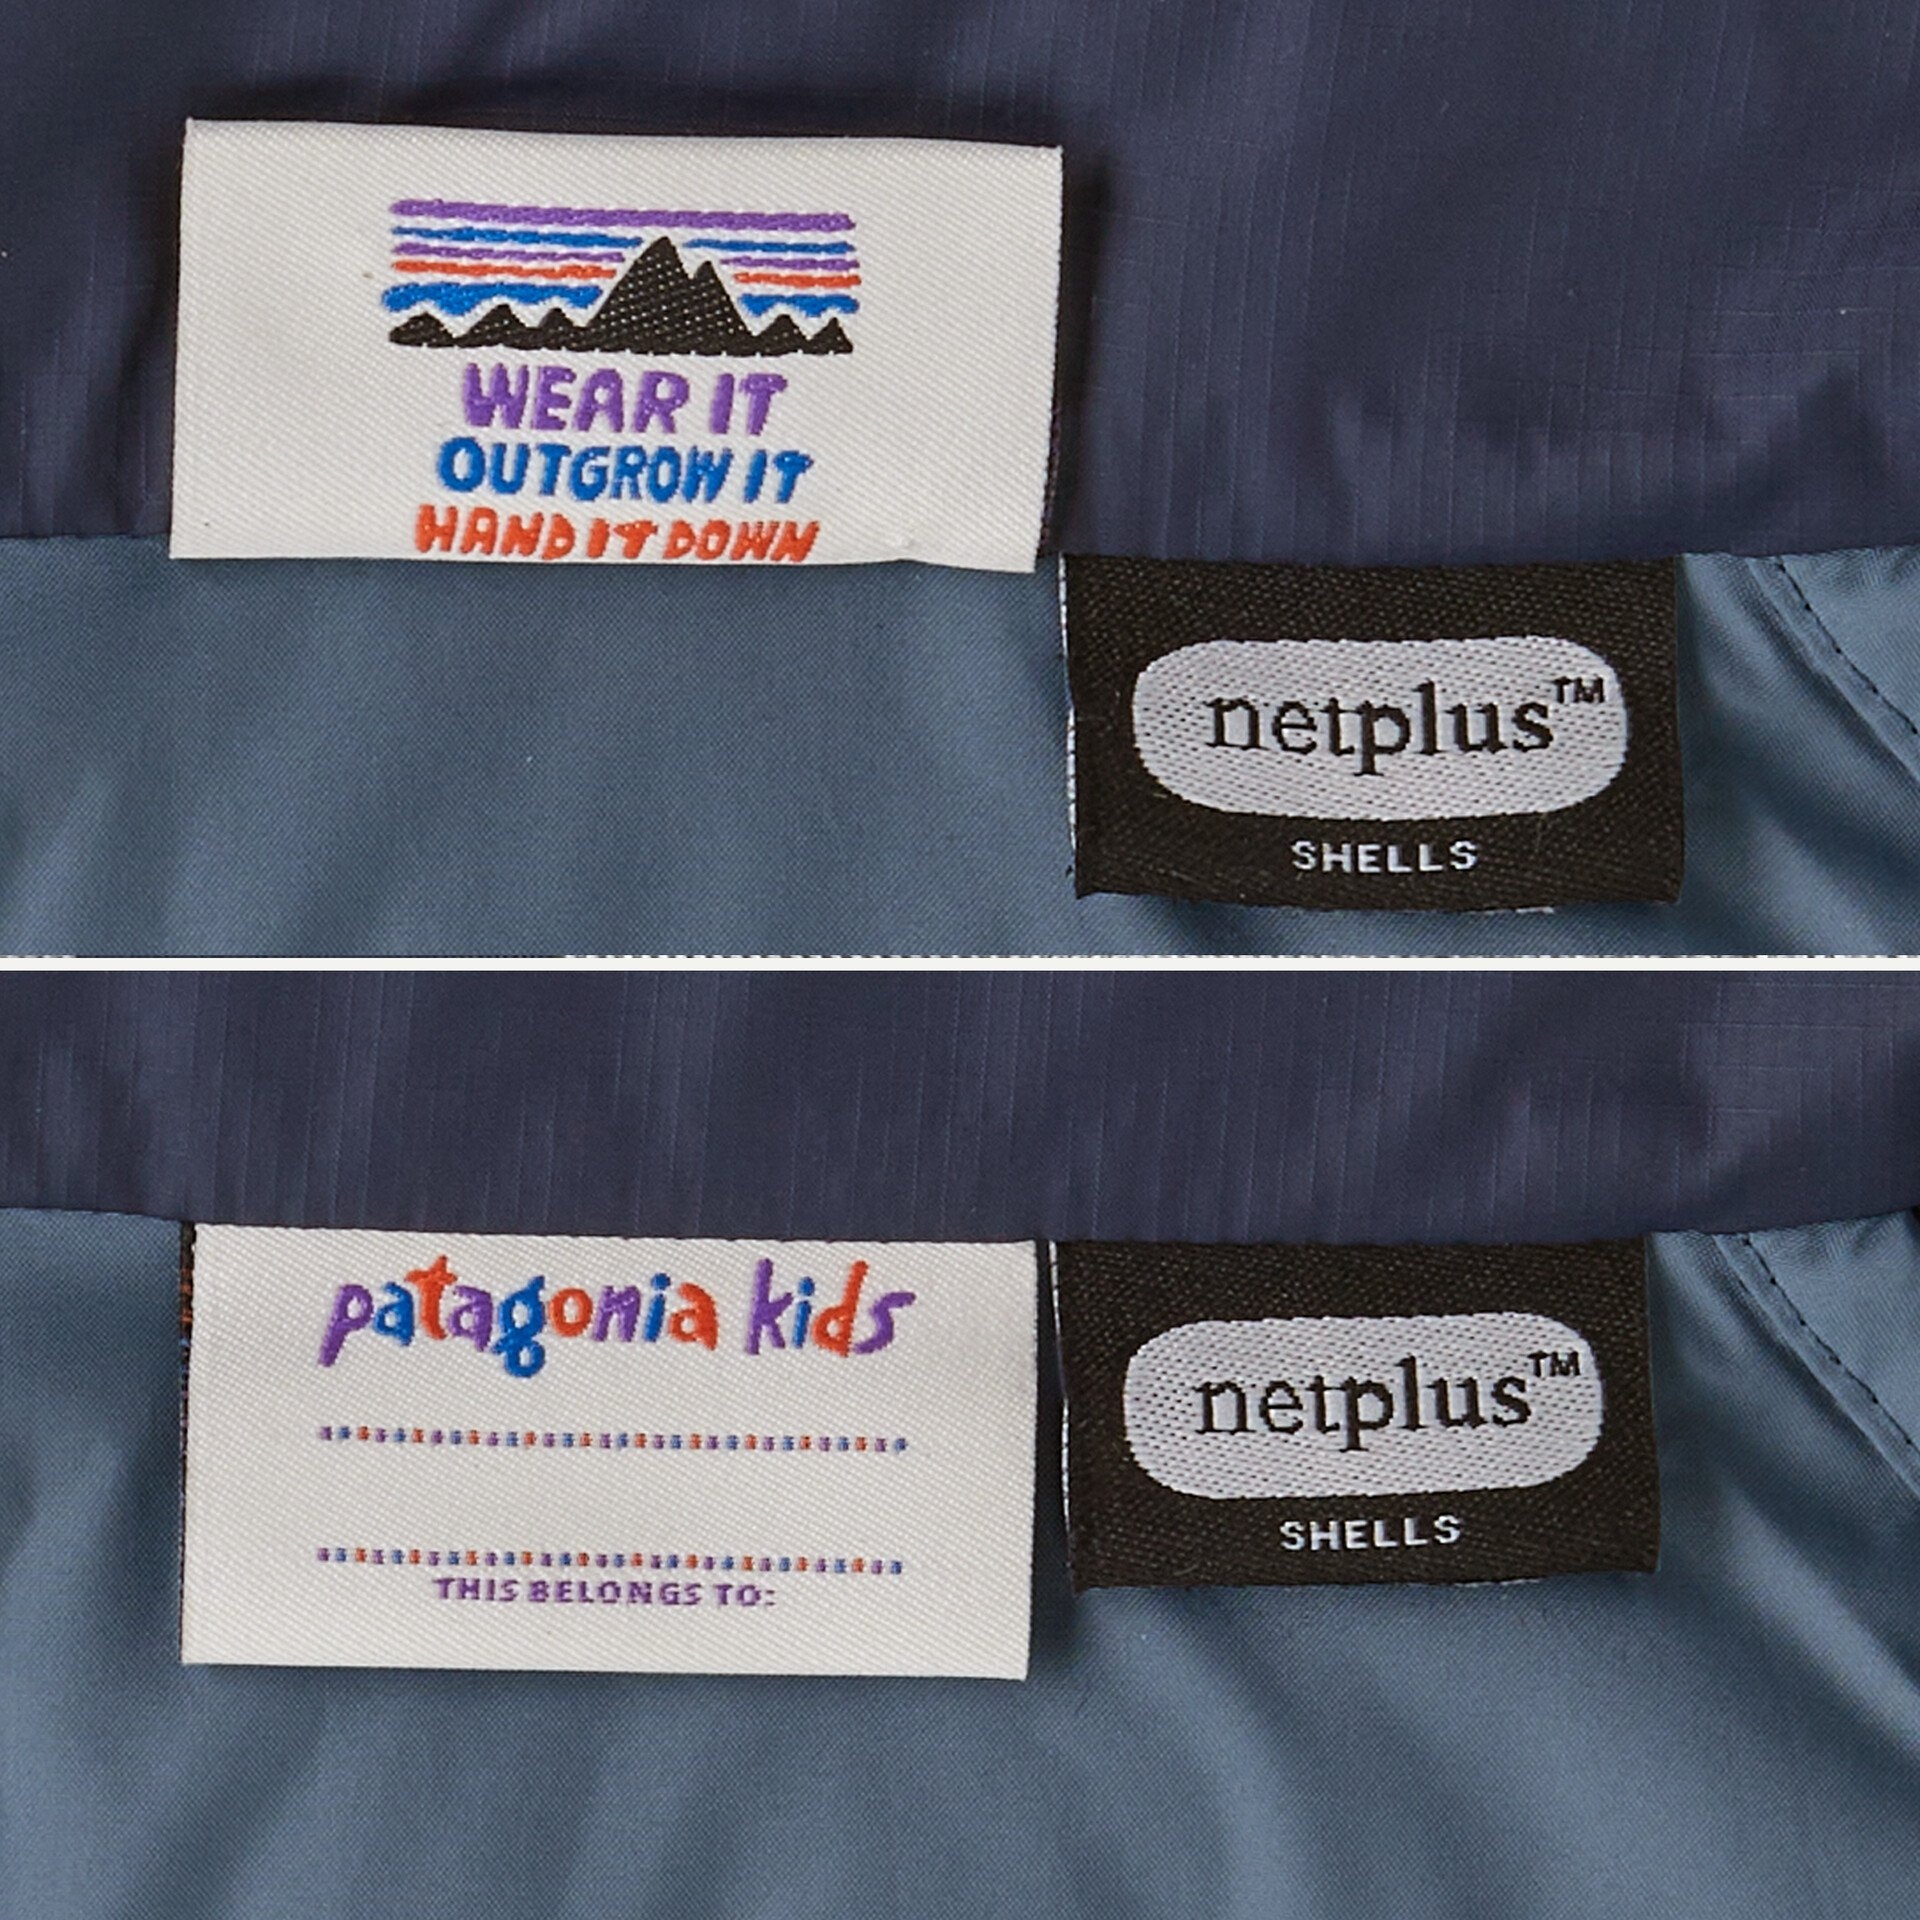 WEAR IT
OUTGROW IT
HAND IT DOWN
netplus™
SHELLS
patagonia kids
THIS BELONGS TO:
netplus™
SHELLS